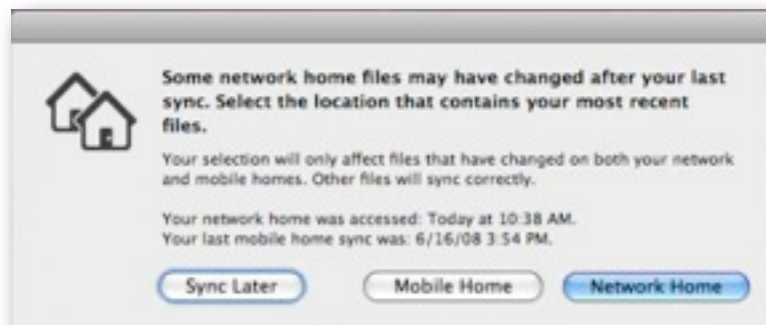 Some network home files may have changed after your last
sync. Select the location that contains your most recent
files.
Your selection will only affect files that have changed on both your network
and mobile homes. Other files will sync correctly.
Your network home was accessed: Today at 10:38 AM.
Your last mobile home sync was: 6/16/08 3:54 PM.
Sync Later Mobile Home Network Home